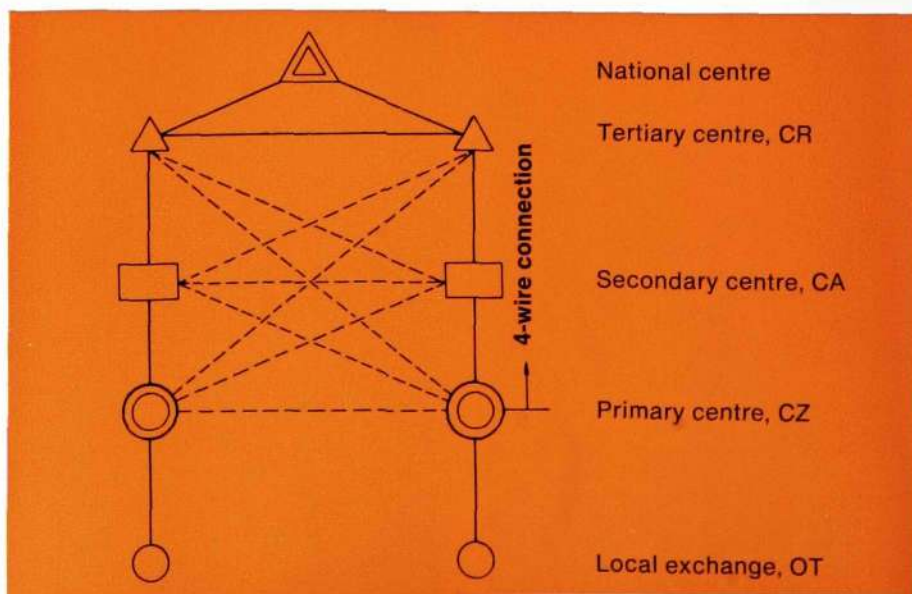 National centre
Tertiary centre, CR
4-wire connection
Secondary centre, CA
Primary centre, CZ
Local exchange, OT